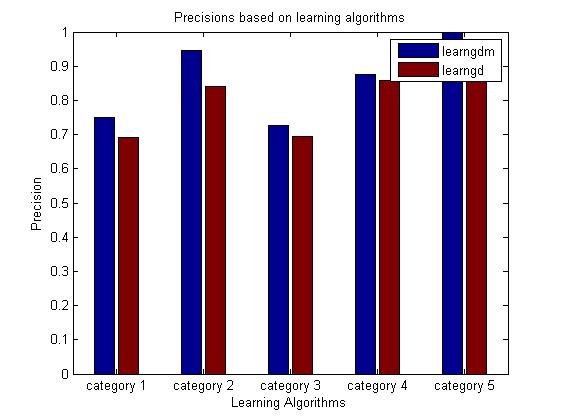 Precisions based on learning algorithms
learngdm
learngd
1
0.9
0.8
0.7
0.6
0.5
0.4
0.3
0.2
0.1
0
Precision
category 1 category 2 category 3 category 4 category 5
Learning Algorithms